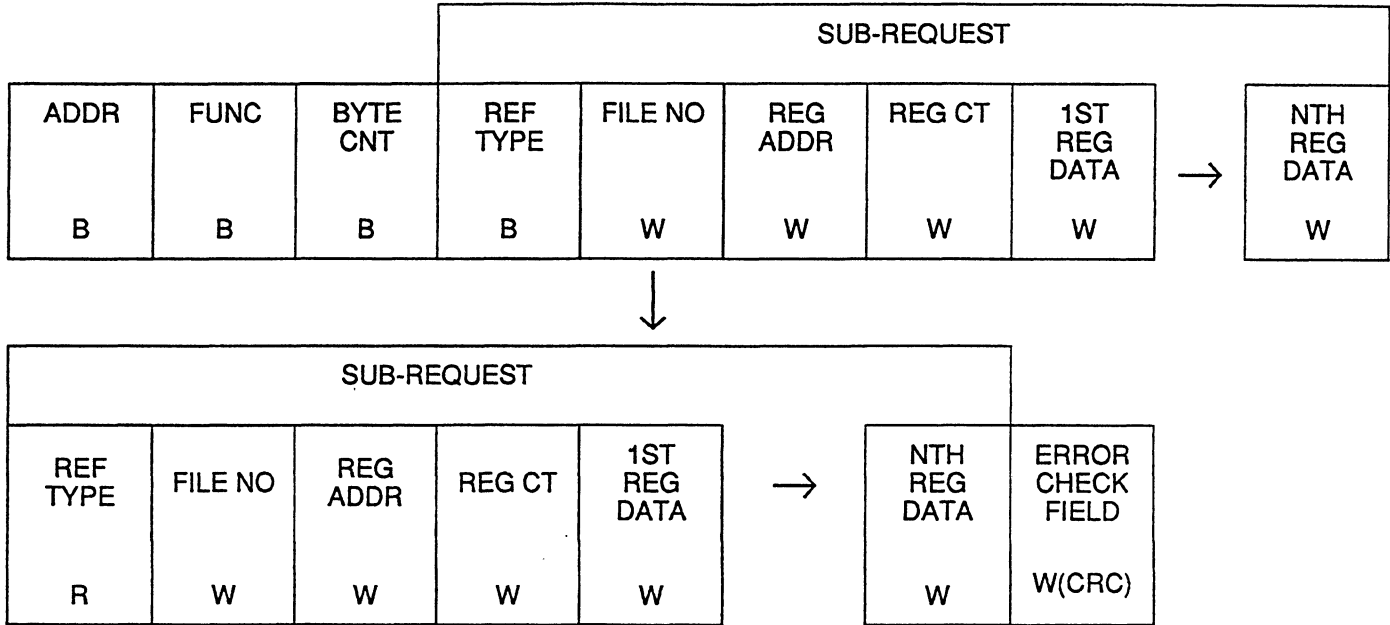 SUB-REQUEST
ADDR FUNC BYTE CNT REF TYPE FILE NO REG ADDR REG CT 1ST REG DATA NTH REG DATA
B B B B W W W W W
SUB-REQUEST
REF TYPE FILE NO REG ADDR REG CT 1ST REG DATA NTH REG DATA ERROR CHECK FIELD
R W W W W W W(CRC)